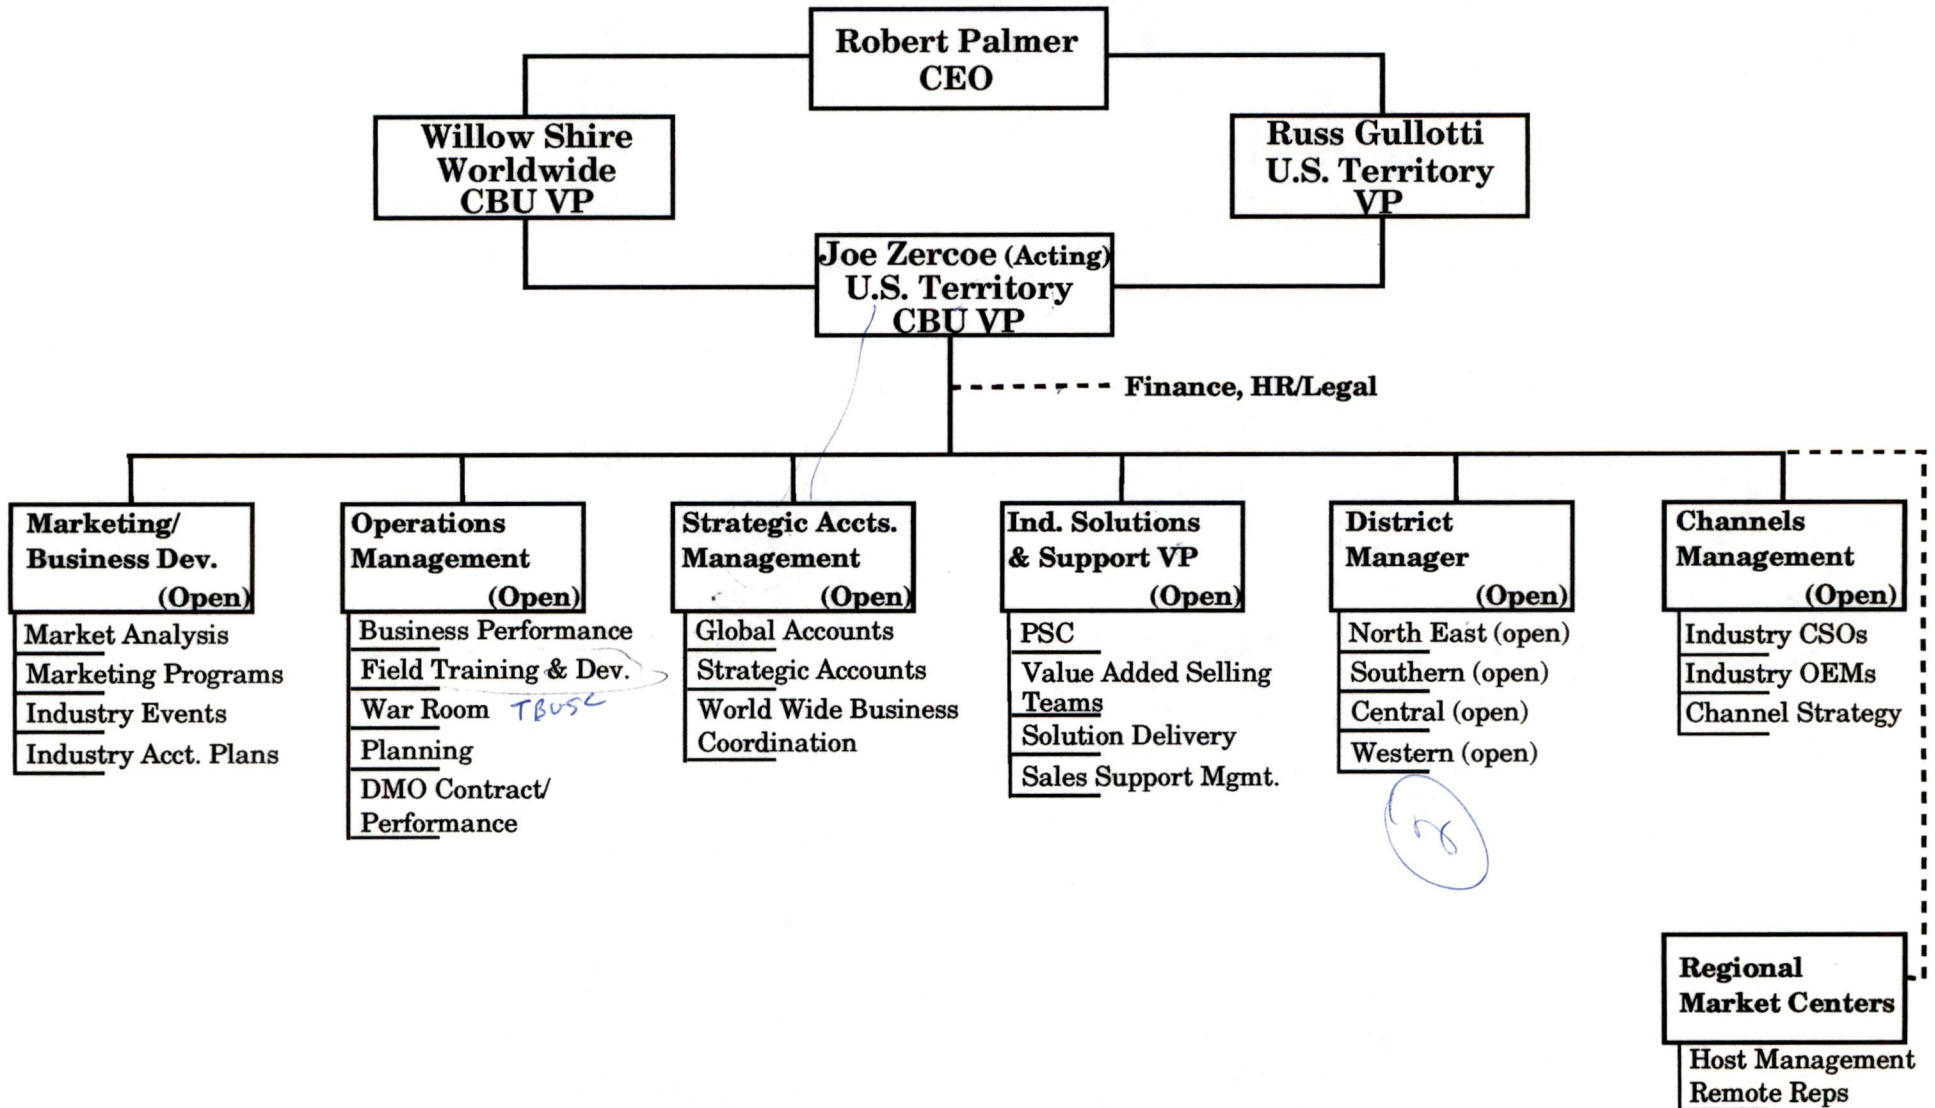 Robert Palmer
CEO
Willow Shire
Worldwide
CBU VP
Russ Gullotti
U.S. Territory
VP
Joe Zercoe (Acting)
U.S. Territory
CBU VP
Finance, HR/Legal
Marketing/
Business Dev.
(Open)
Market Analysis
Marketing Programs
Industry Events
Industry Acct. Plans
Operations
Management
(Open)
Business Performance
Field Training & Dev.
War Room
Planning
DMO Contract/
Performance
Strategic Accts.
Management
(Open)
Global Accounts
Strategic Accounts
World Wide Business
Coordination
Ind. Solutions
& Support VP
(Open)
PSC
Value Added Selling
Teams
Solution Delivery
Sales Support Mgmt.
District
Manager
(Open)
North East (open)
Southern (open)
Central (open)
Western (open)
Channels
Management
(Open)
Industry CSOs
Industry OEMs
Channel Strategy
Regional
Market Centers
Host Management
Remote Reps